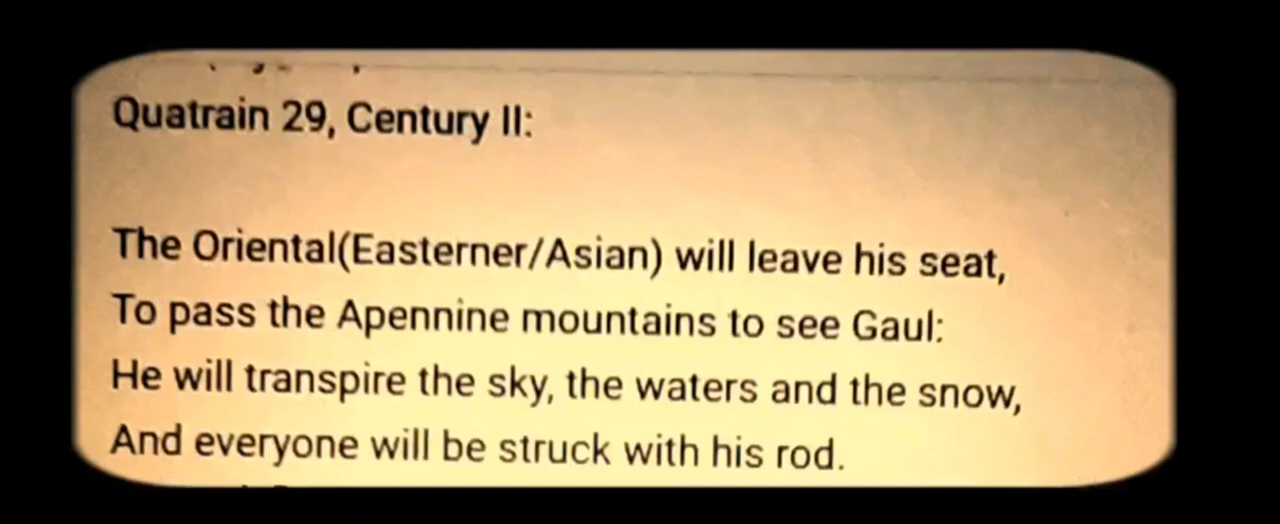 Quatrain 29, Century II:
The Oriental(Easterner/Asian) will leave his seat,
To pass the Apennine mountains to see Gaul:
He will transpire the sky, the waters and the snow,
And everyone will be struck with his rod.